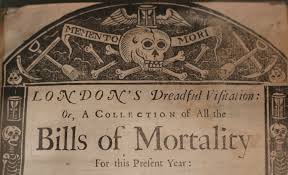 MEMENTO MORI
LONDON'S Dreadful Visitation:
Or, A COLLECTION of All the
Bills of Mortality
For this Present Year: